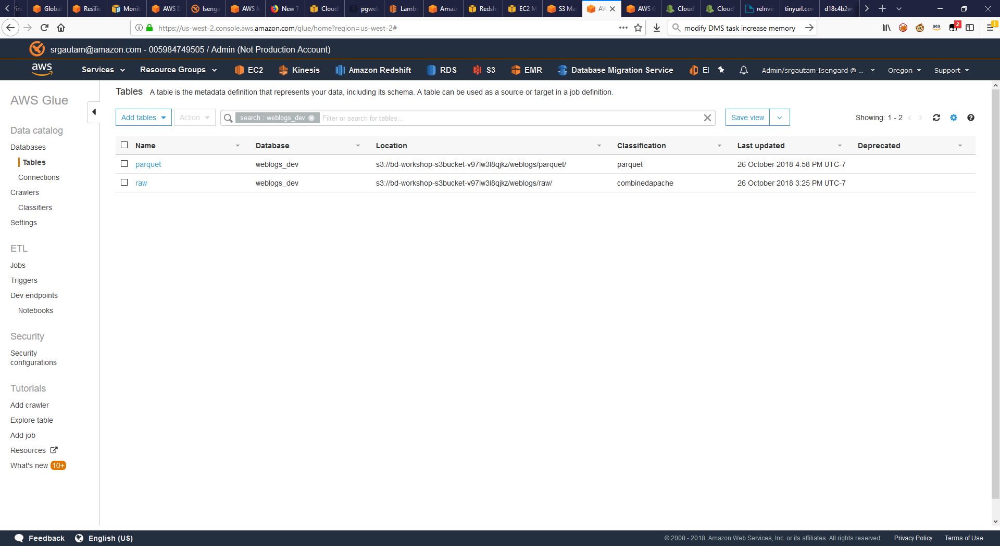 Global Resilie Monit AWS D Isenga AWS M New T Cloud pgweb Lamb Amaz Redsh EC2 M S3 Ma AW AWS G Cloud Cloud reInve tinyurl.con d18c4b2w
https://us-west-2.console.aws.amazon.com/glue/home?region=us-west-2#
modify DMS task increase memory
aea 2
srgautam@amazon.com - 005984749505 / Admin (Not Production Account)
aws Services Resource Groups EC2 Kinesis Amazon Redshift RDS S3 EMR Database Migration Service El Admin/srgautam-Isengard @ ... Oregon Support
AWS Glue
Data catalog
Databases
Tables
Connections
Crawlers
Classifiers
Settings
ETL
Jobs
Triggers
Dev endpoints
Notebooks
Security
Security
configurations
Tutorials
Add crawler
Explore table
Add job
Resources
What's new 10+
Tables A table is the metadata definition that represents your data, including its schema. A table can be used as a source or target in a job definition.
Add tables Action search : weblogs_dev Filter or search for tables... Save view Showing: 1 - 2
Name Database Location Classification Last updated Deprecated
parquet weblogs_dev s3://bd-workshop-s3bucket-v97lw3l8qjkz/weblogs/parquet/ parquet 26 October 2018 4:58 PM UTC-7
raw weblogs_dev s3://bd-workshop-s3bucket-v97lw3l8qjkz/weblogs/raw/ combinedapache 26 October 2018 3:25 PM UTC-7
Feedback English (US) © 2008 - 2018, Amazon Web Services, Inc. or its affiliates. All rights reserved. Privacy Policy Terms of Use